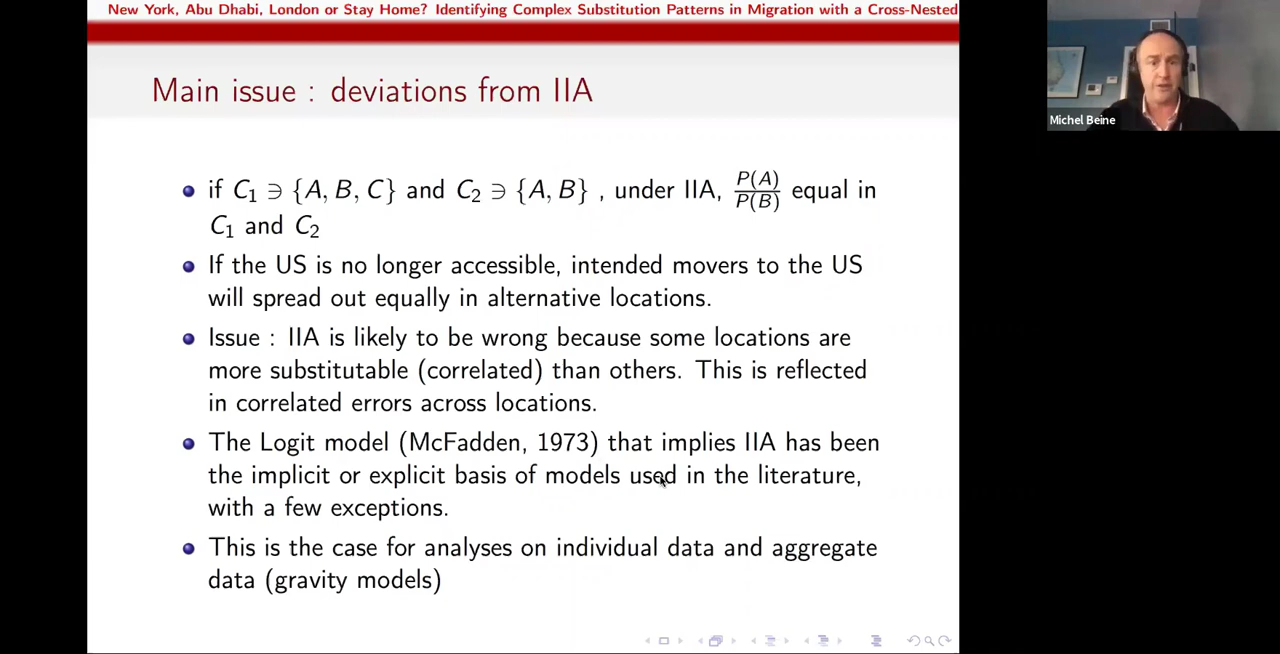 New York, Abu Dhabi, London or Stay Home? Identifying Complex Substitution Patterns in Migration with a Cross-Nested
Michel Beine
Main issue : deviations from IIA
if C₁ ∋ {A, B, C} and C₂ ∋ {A, B} , under IIA, P(A)/P(B) equal in
C₁ and C₂
If the US is no longer accessible, intended movers to the US
will spread out equally in alternative locations.
Issue : IIA is likely to be wrong because some locations are
more substitutable (correlated) than others. This is reflected
in correlated errors across locations.
The Logit model (McFadden, 1973) that implies IIA has been
the implicit or explicit basis of models used in the literature,
with a few exceptions.
This is the case for analyses on individual data and aggregate
data (gravity models)